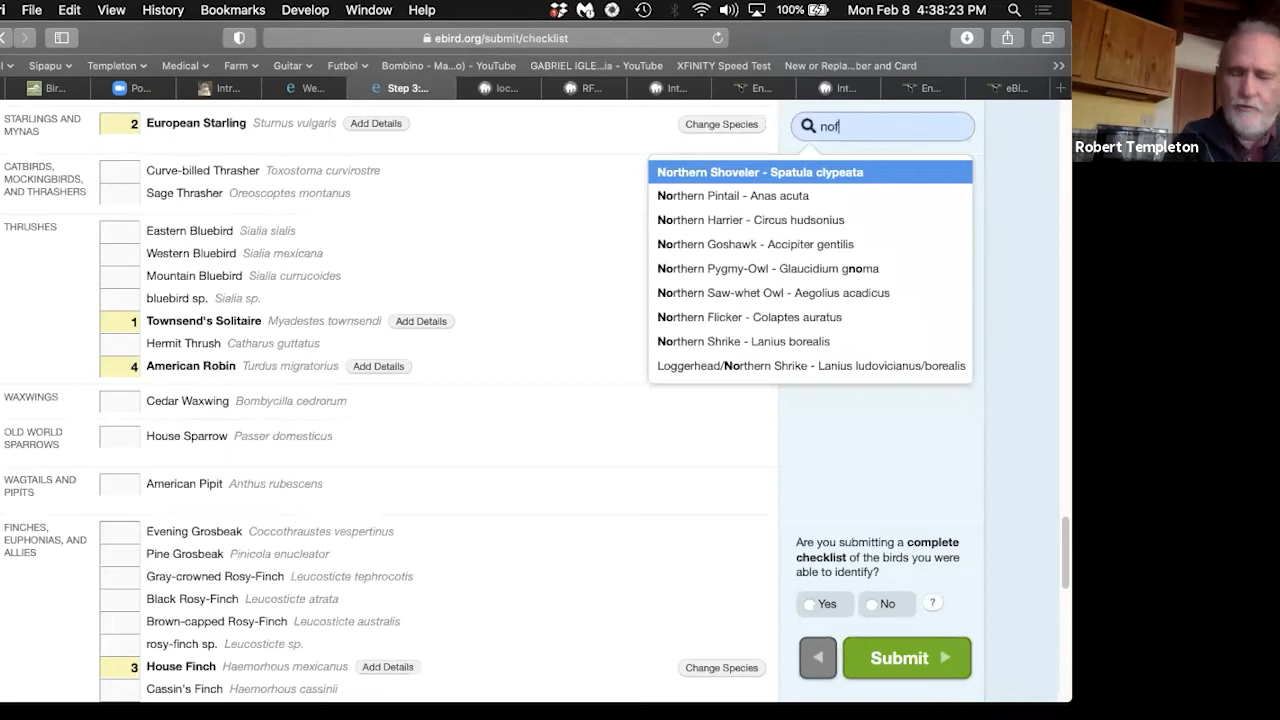 File Edit View History Bookmarks Develop Window Help 100% Mon Feb 8 4:38:23 PM
ebird.org/submit/checklist
Sipapu Templeton Medical Farm Guitar Futbol Bombino - Ma...o) – YouTube GABRIEL IGLE...ia – YouTube XFINITY Speed Test New or Repla...ber and Card >>
Bir... Po... Intr... We... Step 3:... loc... RF... Int... En... Int... En... eBi... +
STARLINGS AND MYNAS
2 European Starling Sturnus vulgaris Add Details Change Species
CATBIRDS, MOCKINGBIRDS, AND THRASHERS
Curve-billed Thrasher Toxostoma curvirostre
Sage Thrasher Oreoscoptes montanus
THRUSHES
Eastern Bluebird Sialia sialis
Western Bluebird Sialia mexicana
Mountain Bluebird Sialia currucoides
bluebird sp. Sialia sp.
1 Townsend's Solitaire Myadestes townsendi Add Details
Hermit Thrush Catharus guttatus
4 American Robin Turdus migratorius Add Details
WAXWINGS
Cedar Waxwing Bombycilla cedrorum
OLD WORLD SPARROWS
House Sparrow Passer domesticus
WAGTAILS AND PIPITS
American Pipit Anthus rubescens
FINCHES, EUPHONIAS, AND ALLIES
Evening Grosbeak Coccothraustes vespertinus
Pine Grosbeak Pinicola enucleator
Gray-crowned Rosy-Finch Leucosticte tephrocotis
Black Rosy-Finch Leucosticte atrata
Brown-capped Rosy-Finch Leucosticte australis
rosy-finch sp. Leucosticte sp.
3 House Finch Haemorhous mexicanus Add Details Change Species
Cassin's Finch Haemorhous cassinii
nof
Northern Shoveler - Spatula clypeata
Northern Pintail - Anas acuta
Northern Harrier - Circus hudsonius
Northern Goshawk - Accipiter gentilis
Northern Pygmy-Owl - Glaucidium gnoma
Northern Saw-whet Owl - Aegolius acadicus
Northern Flicker - Colaptes auratus
Northern Shrike - Lanius borealis
Loggerhead/Northern Shrike - Lanius ludovicianus/borealis
Are you submitting a complete
checklist of the birds you were
able to identify?
Yes No ?
Submit
Robert Templeton